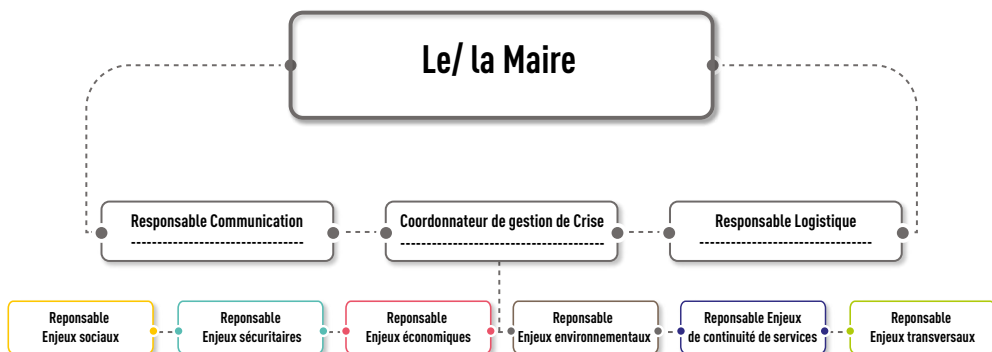 Le/ la Maire
Responsable Communication
Coordonnateur de gestion de Crise
Responsable Logistique
Reponsable
Enjeux sociaux
Reponsable
Enjeux sécuritaires
Reponsable
Enjeux économiques
Reponsable
Enjeux environnementaux
Reponsable Enjeux
de continuité de services
Reponsable
Enjeux transversaux